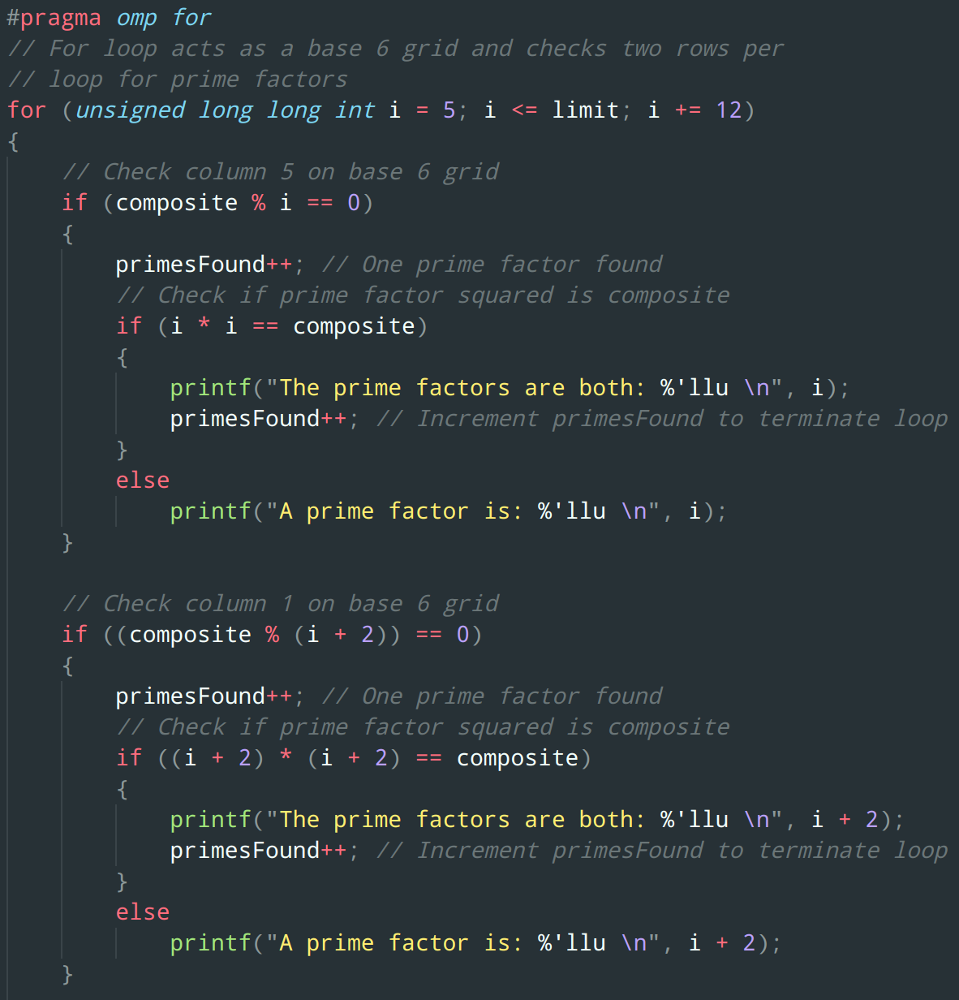 #pragma omp for
// For loop acts as a base 6 grid and checks two rows per
// loop for prime factors
for (unsigned long long int i = 5; i <= limit; i += 12)
{
    // Check column 5 on base 6 grid
    if (composite % i == 0)
    {
        primesFound++; // One prime factor found
        // Check if prime factor squared is composite
        if (i * i == composite)
        {
            printf("The prime factors are both: %'llu \n", i);
            primesFound++; // Increment primesFound to terminate loop
        }
        else
            printf("A prime factor is: %'llu \n", i);
    }

    // Check column 1 on base 6 grid
    if ((composite % (i + 2)) == 0)
    {
        primesFound++; // One prime factor found
        // Check if prime factor squared is composite
        if ((i + 2) * (i + 2) == composite)
        {
            printf("The prime factors are both: %'llu \n", i + 2);
            primesFound++; // Increment primesFound to terminate loop
        }
        else
            printf("A prime factor is: %'llu \n", i + 2);
    }